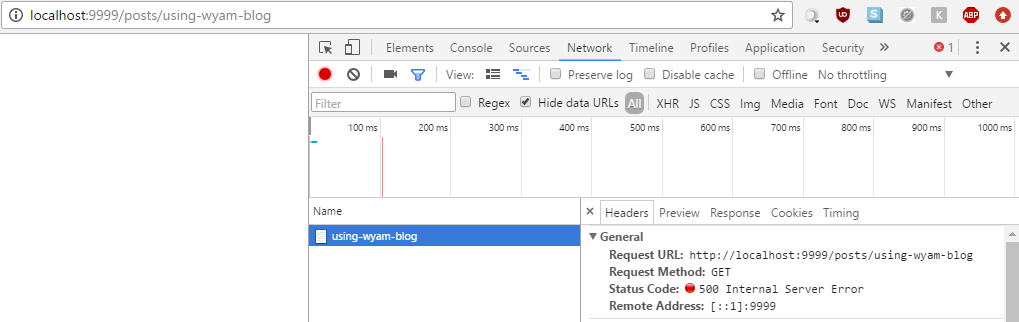 localhost:9999/posts/using-wyam-blog
Elements Console Sources Network Timeline Profiles Application Security » 1
View: Preserve log Disable cache Offline No throttling
Filter Regex Hide data URLs All XHR JS CSS Img Media Font Doc WS Manifest Other
100 ms 200 ms 300 ms 400 ms 500 ms 600 ms 700 ms 800 ms 900 ms 1000 ms
Name
using-wyam-blog
Headers Preview Response Cookies Timing
General
Request URL: http://localhost:9999/posts/using-wyam-blog
Request Method: GET
Status Code: 500 Internal Server Error
Remote Address: [::1]:9999